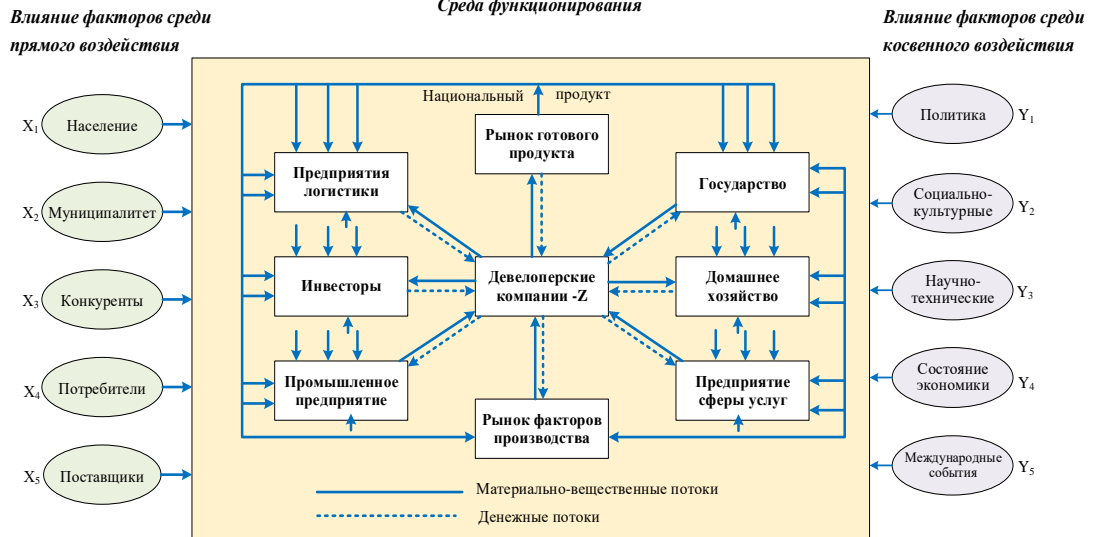 Среда функционирования
Влияние факторов среды
прямого воздействия
Влияние факторов среди
косвенного воздействия
X1
Население
X2
Муниципалитет
X3
Конкуренты
X4
Потребители
X5
Поставщики
Национальный
продукт
Рынок готового
продукта
Предприятия
логистики
Государство
Инвесторы
Девелоперские
компании -Z
Домашнее
хозяйство
Промышленное
предприятие
Рынок факторов
производства
Предприятие
сферы услуг
Материально-вещественные потоки
Денежные потоки
Политика
Y1
Социально-
культурные
Y2
Научно-
технические
Y3
Состояние
экономики
Y4
Международные
события
Y5